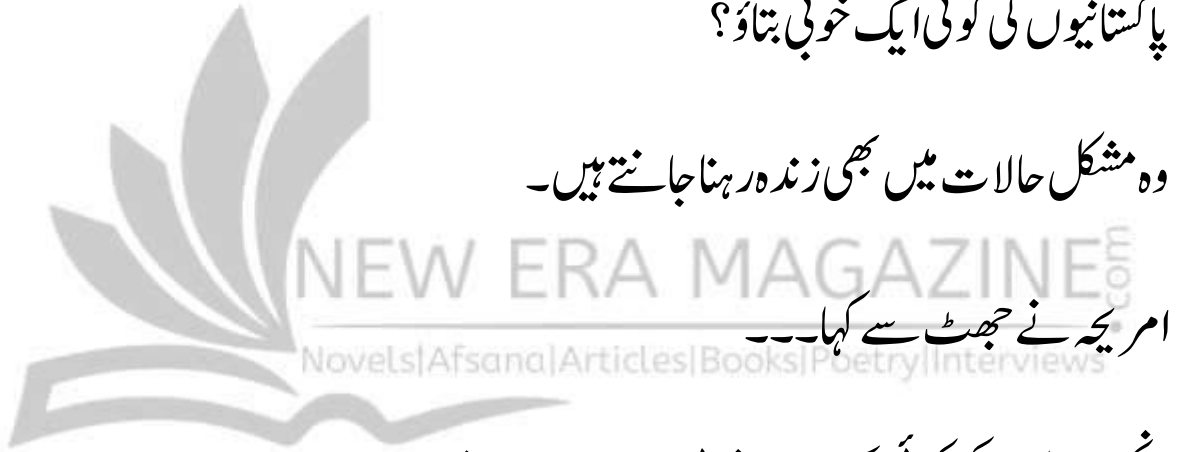 پاکستانیوں کی کوئی ایک خوبی بتاؤ؟
وہ مشکل حالات میں بھی زندہ رہنا جانتے ہیں۔
NEW ERA MAGAZINE.com
امریحہ نے جھٹ سے کہا۔۔۔
Novels|Afsana|Articles|Books|Poetry|Interviews